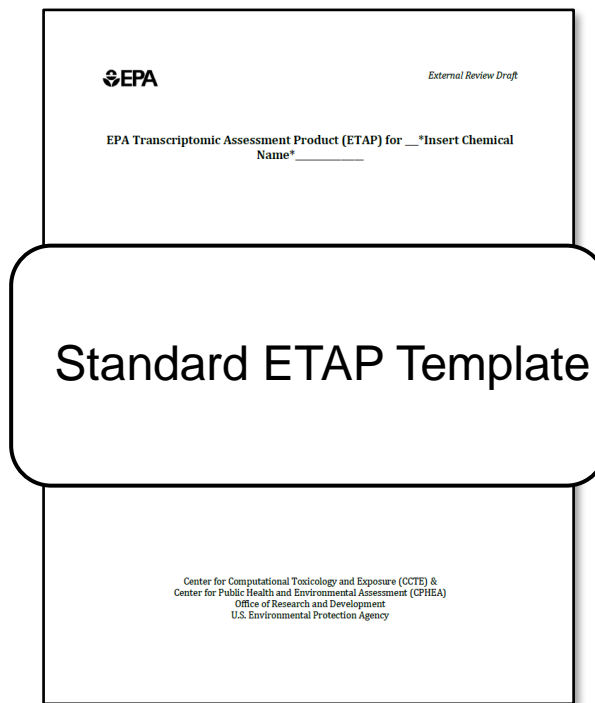 EPA
External Review Draft
EPA Transcriptomic Assessment Product (ETAP) for __*Insert Chemical
Name*____________
Standard ETAP Template
Center for Computational Toxicology and Exposure (CCTE) &
Center for Public Health and Environmental Assessment (CPHEA)
Office of Research and Development
U.S. Environmental Protection Agency